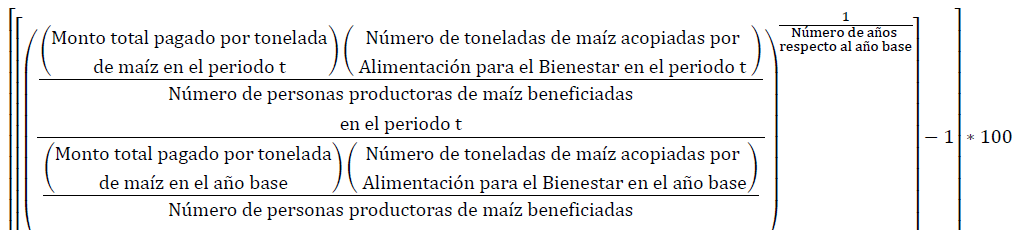 1
Número de años
respecto al año base
Monto total pagado por tonelada
de maíz en el periodo t
Número de toneladas de maíz acopiadas por
Alimentación para el Bienestar en el periodo t
Número de personas productoras de maíz beneficiadas
en el periodo t
Monto total pagado por tonelada
de maíz en el año base
Número de toneladas de maíz acopiadas por
Alimentación para el Bienestar en el año base
Número de personas productoras de maíz beneficiadas
− 1
∗ 100